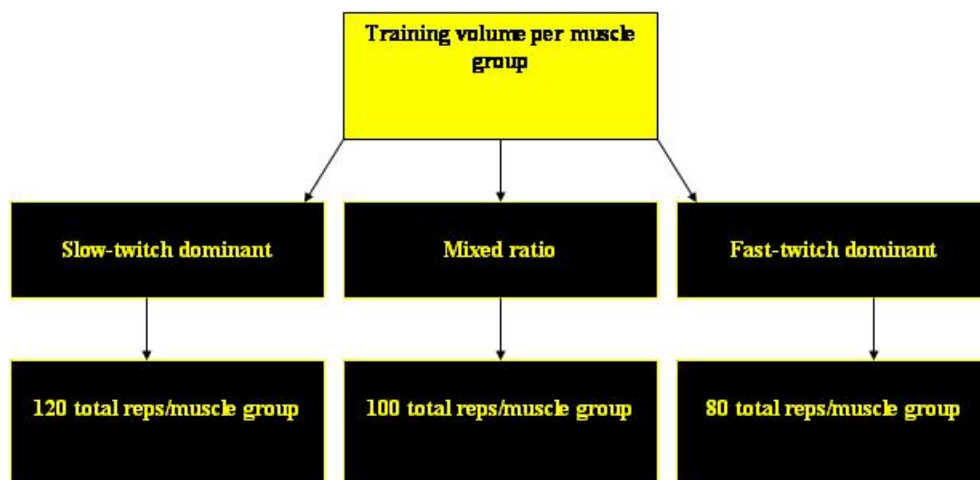 Training volume per muscle
group
Slow-twitch dominant
Mixed ratio
Fast-twitch dominant
120 total reps/muscle group
100 total reps/muscle group
80 total reps/muscle group